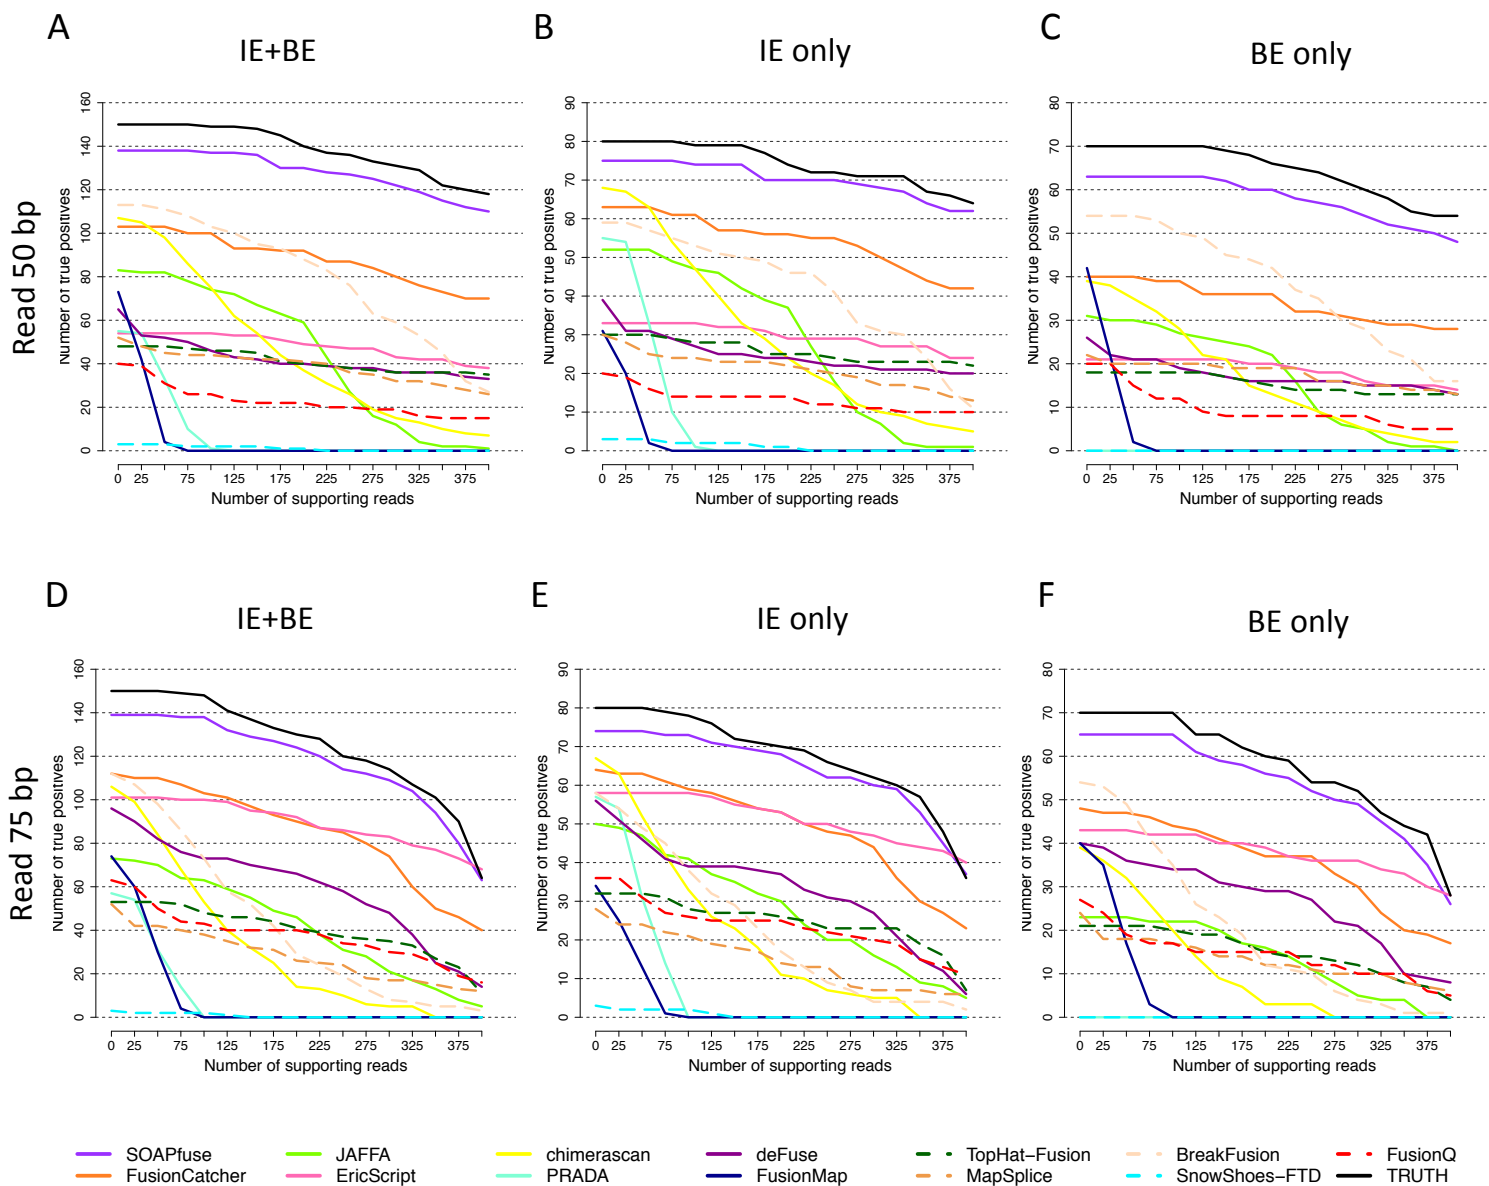 A
IE+BE
B
IE only
C
BE only
Read 50 bp
Number of true positives
0 20 40 60 80 100 120 140 160
0 25 75 125 175 225 275 325 375
Number of supporting reads
Number of true positives
0 10 20 30 40 50 60 70 80 90
0 25 75 125 175 225 275 325 375
Number of supporting reads
Number of true positives
0 10 20 30 40 50 60 70 80
0 25 75 125 175 225 275 325 375
Number of supporting reads
D
IE+BE
E
IE only
F
BE only
Read 75 bp
Number of true positives
0 20 40 60 80 100 120 140 160
0 25 75 125 175 225 275 325 375
Number of supporting reads
Number of true positives
0 10 20 30 40 50 60 70 80 90
0 25 75 125 175 225 275 325 375
Number of supporting reads
Number of true positives
0 10 20 30 40 50 60 70 80
0 25 75 125 175 225 275 325 375
Number of supporting reads
SOAPfuse JAFFA chimerascan deFuse TopHat−Fusion BreakFusion FusionQ
FusionCatcher EricScript PRADA FusionMap MapSplice SnowShoes−FTD TRUTH